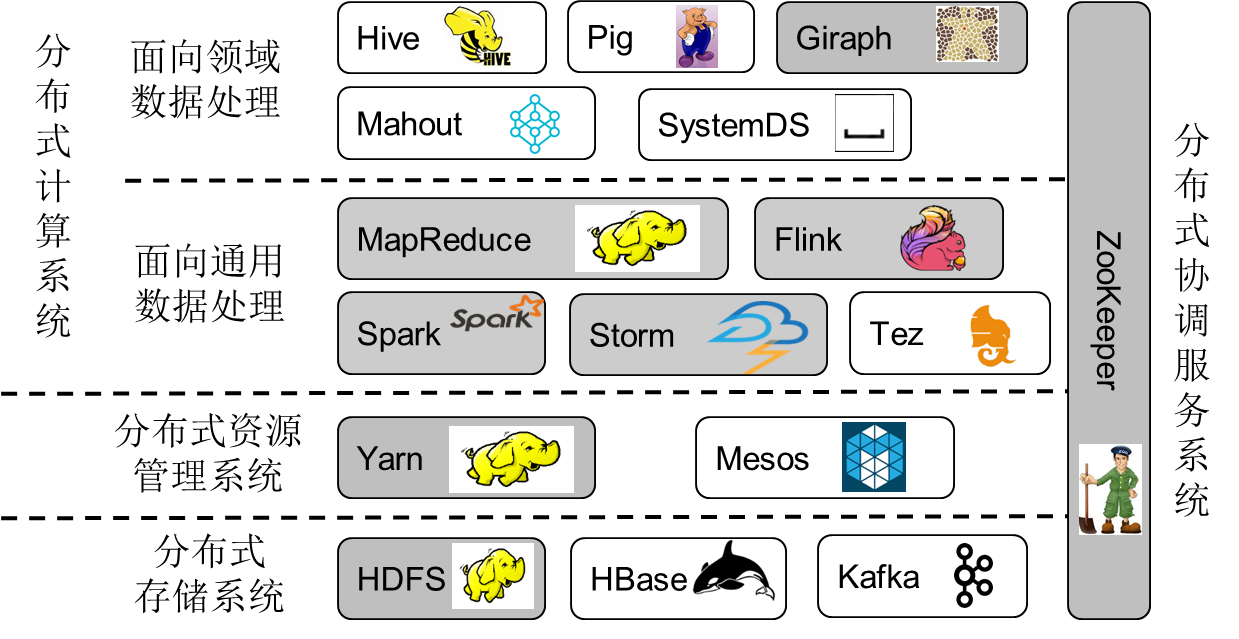 分布式计算系统
面向领域
数据处理
Hive
HIVE
Pig
Giraph
Mahout
SystemDS
面向通用
数据处理
MapReduce
Flink
Spark
Spark
Storm
Tez
分布式资源
管理系统
Yarn
Mesos
分布式
存储系统
HDFS
HBase
Kafka
ZooKeeper
分布式协调服务系统